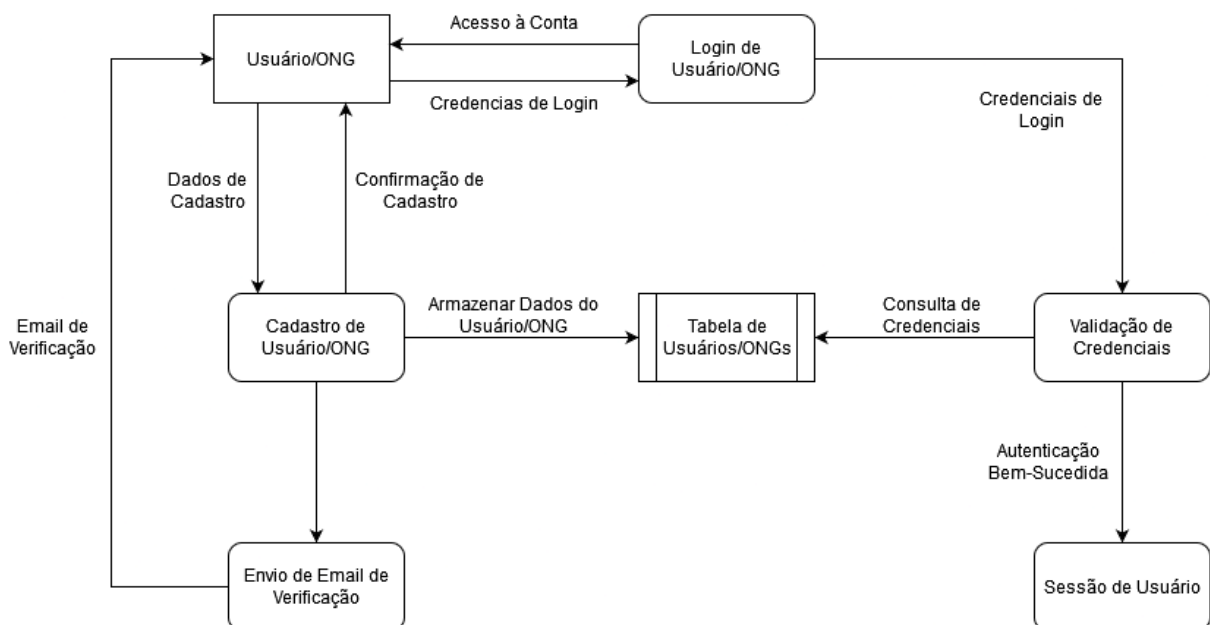 Acesso à Conta
Usuário/ONG
Login de
Usuário/ONG
Credencias de Login
Credenciais de
Login
Dados de
Cadastro
Confirmação de
Cadastro
Email de
Verificação
Cadastro de
Usuário/ONG
Armazenar Dados do
Usuário/ONG
Tabela de
Usuários/ONGs
Consulta de
Credenciais
Validação de
Credenciais
Autenticação
Bem-Sucedida
Envio de Email de
Verificação
Sessão de Usuário